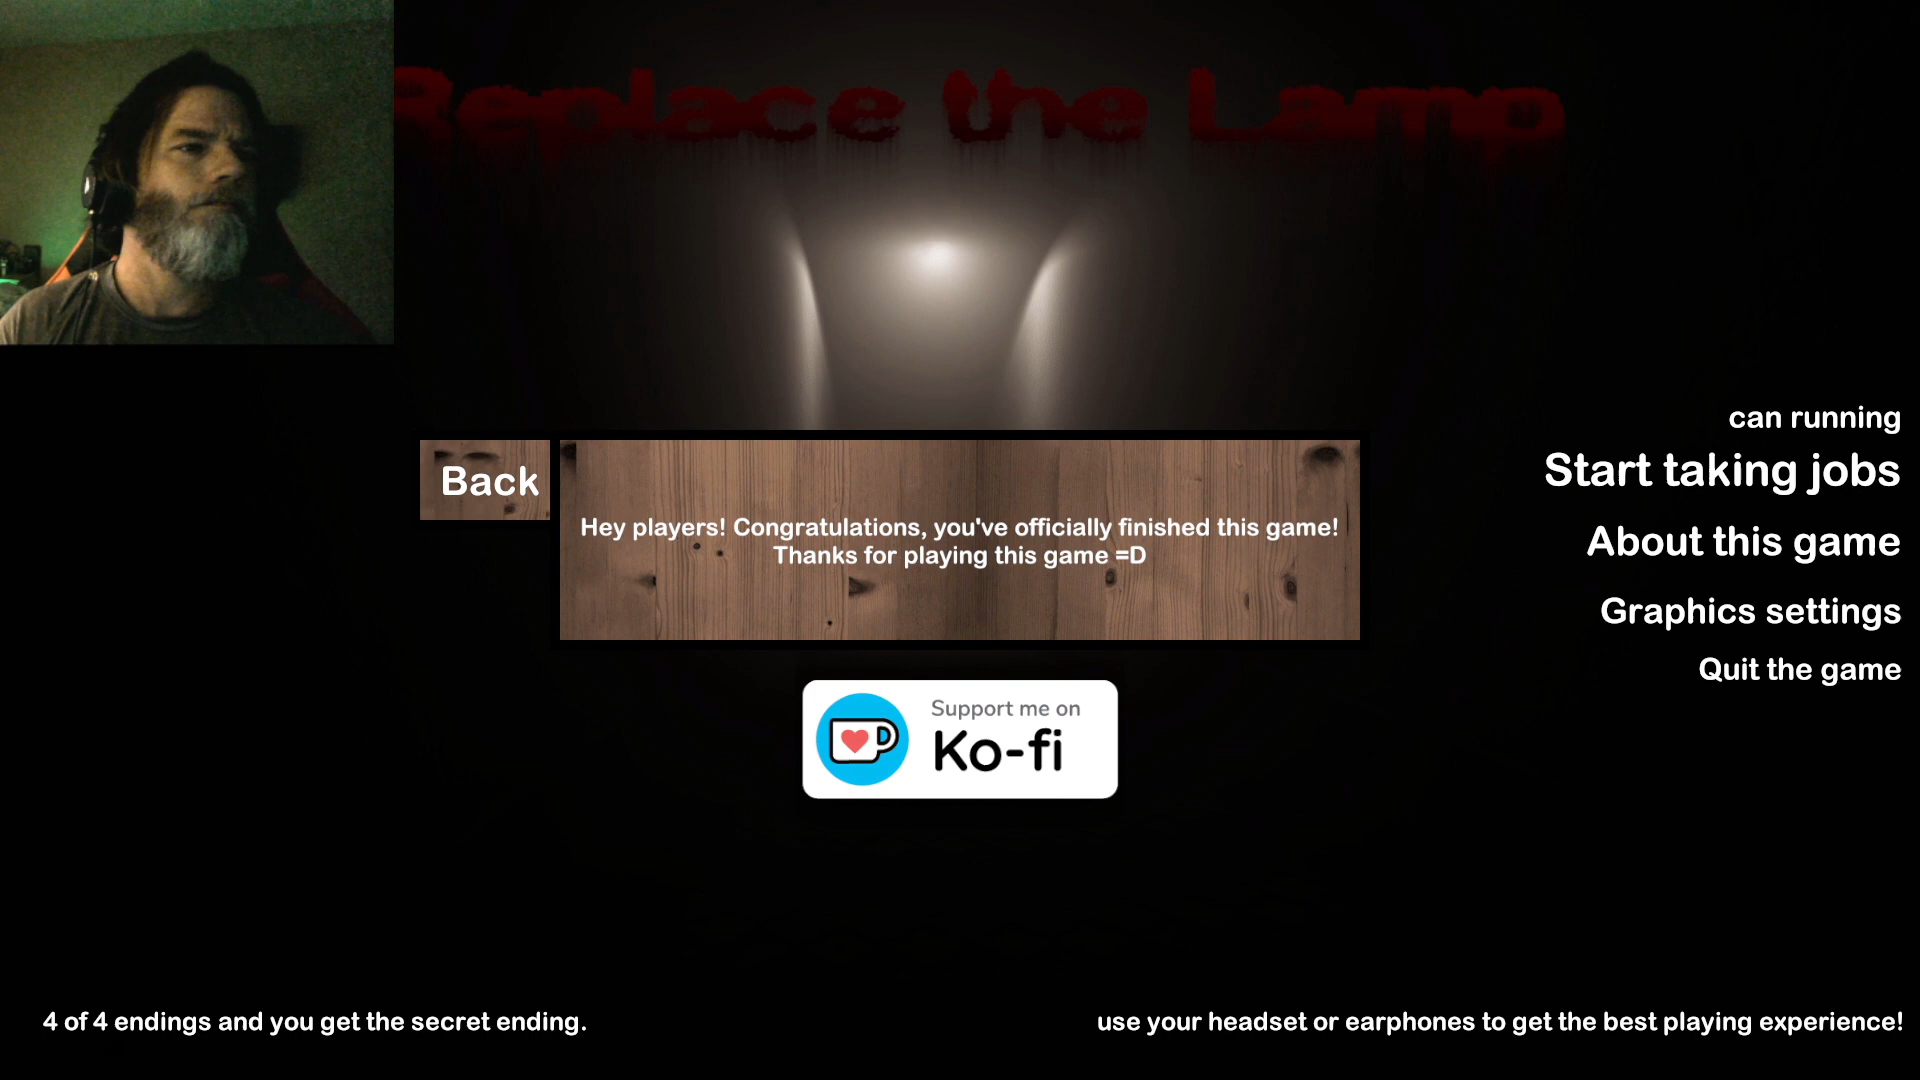 Replace the Lamp
can running
Start taking jobs
About this game
Graphics settings
Quit the game
Back
Hey players! Congratulations, you've officially finished this game!
Thanks for playing this game =D
Support me on
Ko-fi
4 of 4 endings and you get the secret ending.
use your headset or earphones to get the best playing experience!